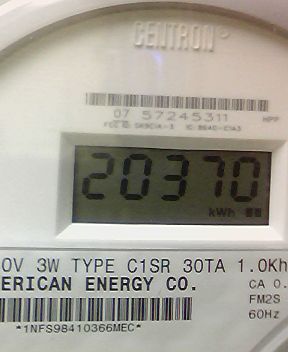 CENTRON®
07 57245311 HPP
20370
kWh
0V 3W TYPE C1SR 30TA 1.0Kh
ERICAN ENERGY CO.
CA 0.
FM2S
60Hz
*1NFS98410366MEC*